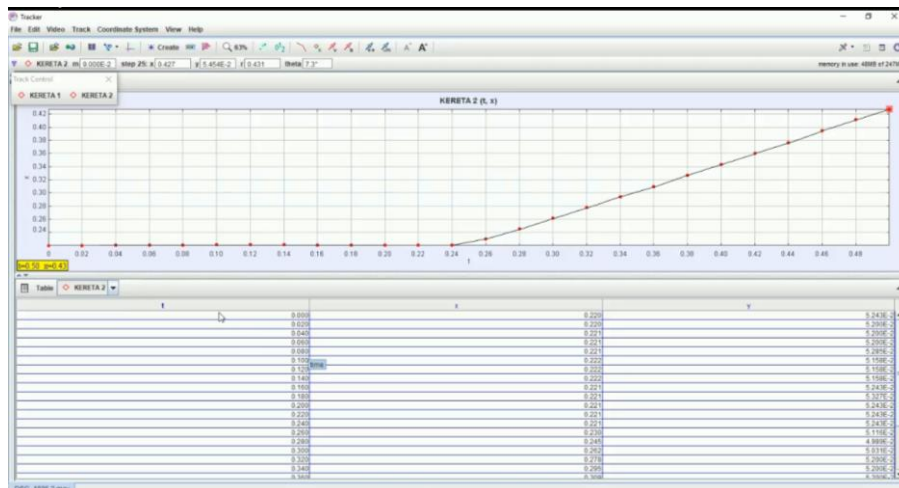 Tracker
File Edit Video Track Coordinate System View Help
Create 63%
KERETA 2 m 8.000E-2 step 25: x 0.427 y 5.454E-2 r 0.431 theta 7.3°
Track Control
KERETA 1 KERETA 2
KERETA 2 (t, x)
0.42
0.40
0.38
0.36
0.34
0.32
0.30
0.28
0.26
0.24
x
0 0.02 0.04 0.06 0.08 0.10 0.12 0.14 0.16 0.18 0.20 0.22 0.24 0.26 0.28 0.30 0.32 0.34 0.36 0.38 0.40 0.42 0.44 0.46 0.48
t
t=0.50 x=0.43
Table KERETA 2
t x y
0.000 0.220 5.243E-2
0.020 0.220 5.200E-2
0.040 0.221 5.200E-2
0.060 0.221 5.200E-2
0.080 0.221 5.285E-2
0.100 0.222 5.158E-2
time
0.120 0.222 5.158E-2
0.140 0.222 5.158E-2
0.160 0.221 5.243E-2
0.180 0.221 5.327E-2
0.200 0.221 5.243E-2
0.220 0.221 5.243E-2
0.240 0.221 5.243E-2
0.260 0.230 5.116E-2
0.280 0.245 4.989E-2
0.300 0.262 5.031E-2
0.320 0.278 5.200E-2
0.340 0.295 5.200E-2